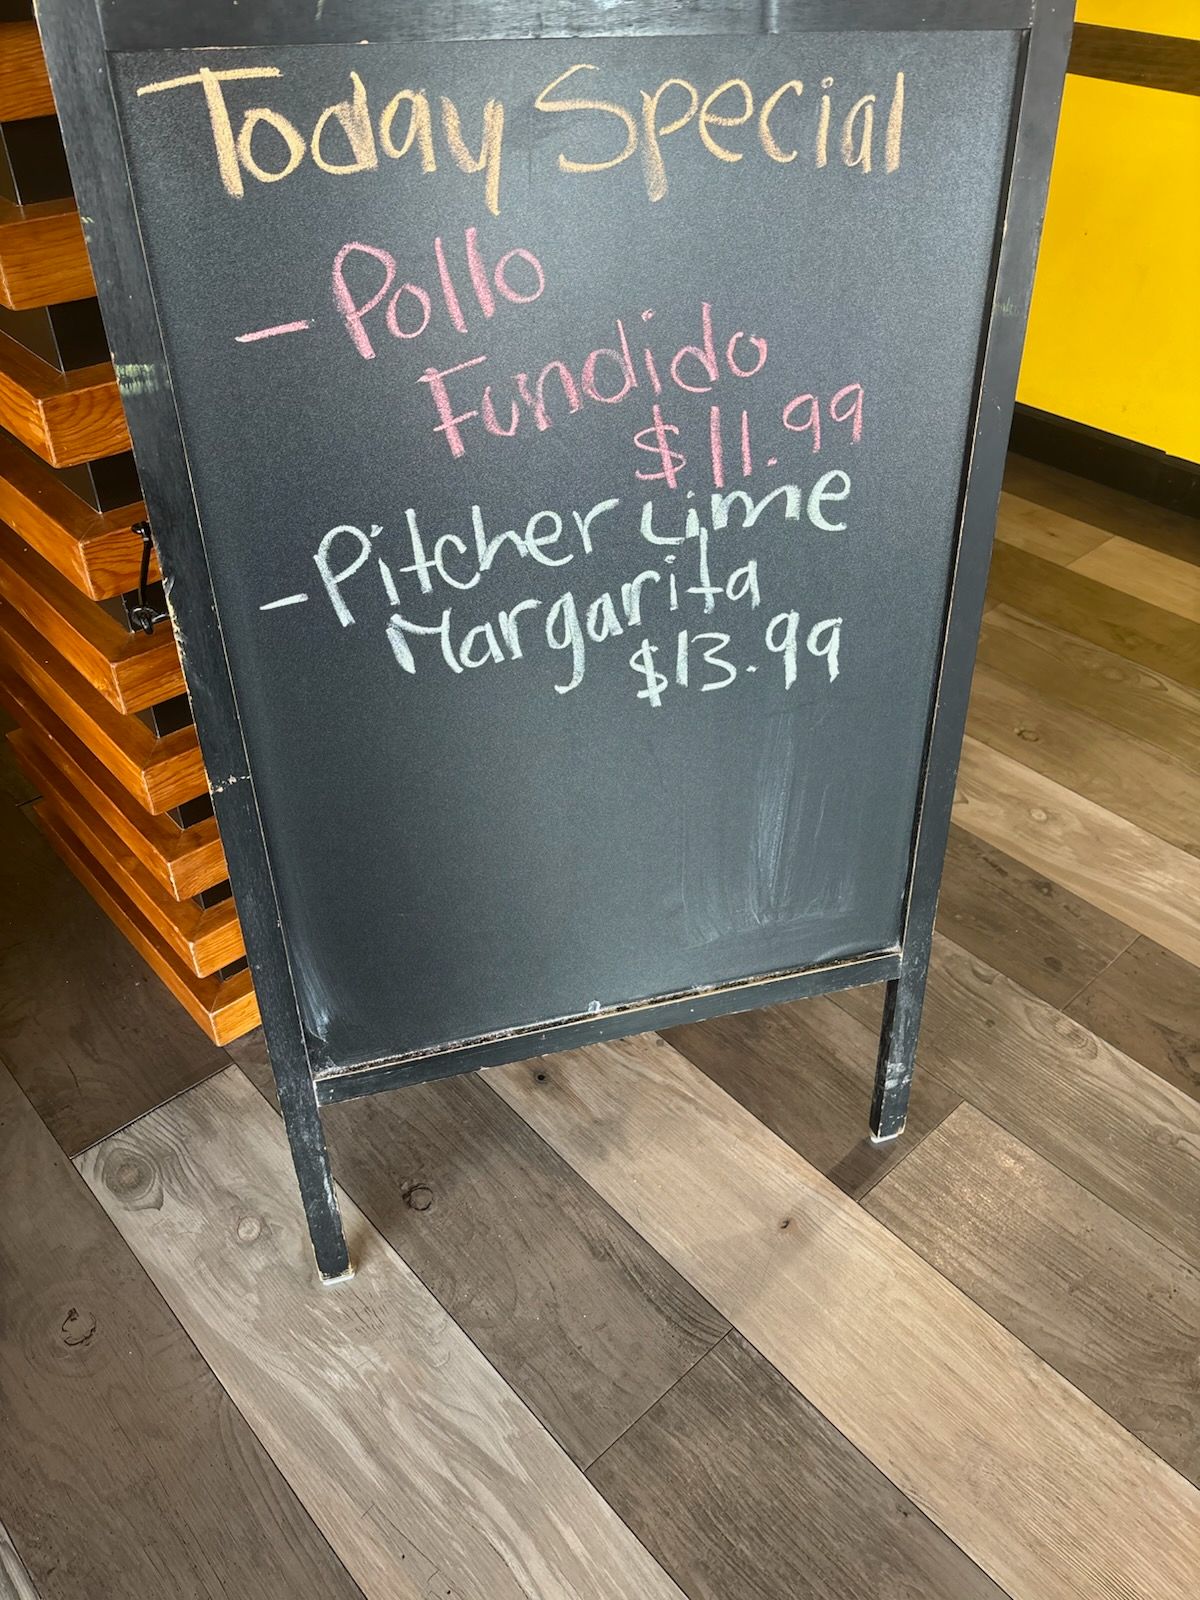 Today Special
- Pollo
Fundido
$11.99
- Pitcher Lime
Margarita
$13.99